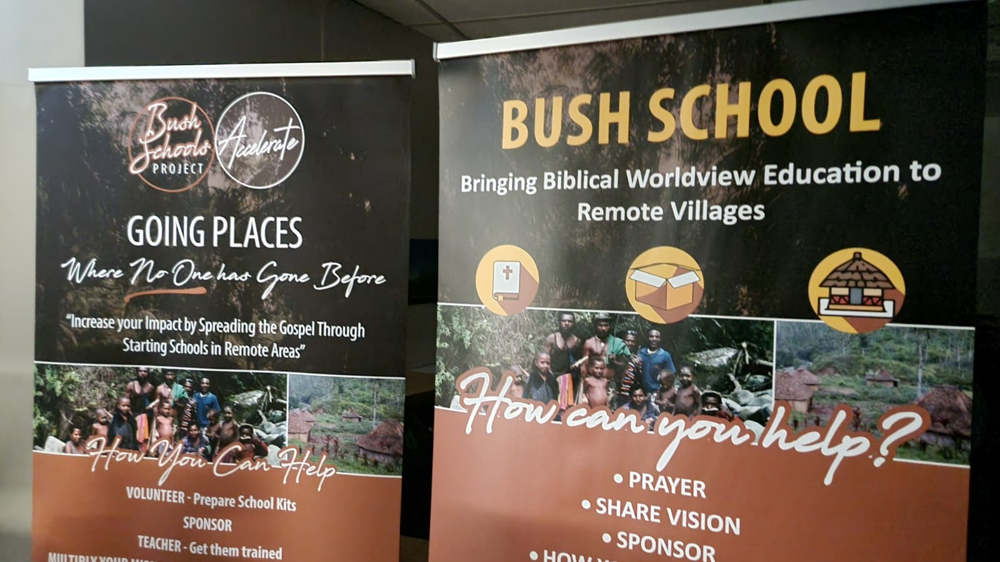 Bush
Schools
PROJECT
Accelerate
GOING PLACES
Where No One has Gone Before
“Increase your Impact by Spreading the Gospel Through
Starting Schools in Remote Areas”
How You Can Help
VOLUNTEER - Prepare School Kits
SPONSOR
TEACHER - Get them trained
MULTIPLY YOUR
BUSH SCHOOL
Bringing Biblical Worldview Education to
Remote Villages
How can you help?
• PRAYER
• SHARE VISION
• SPONSOR
• HOW